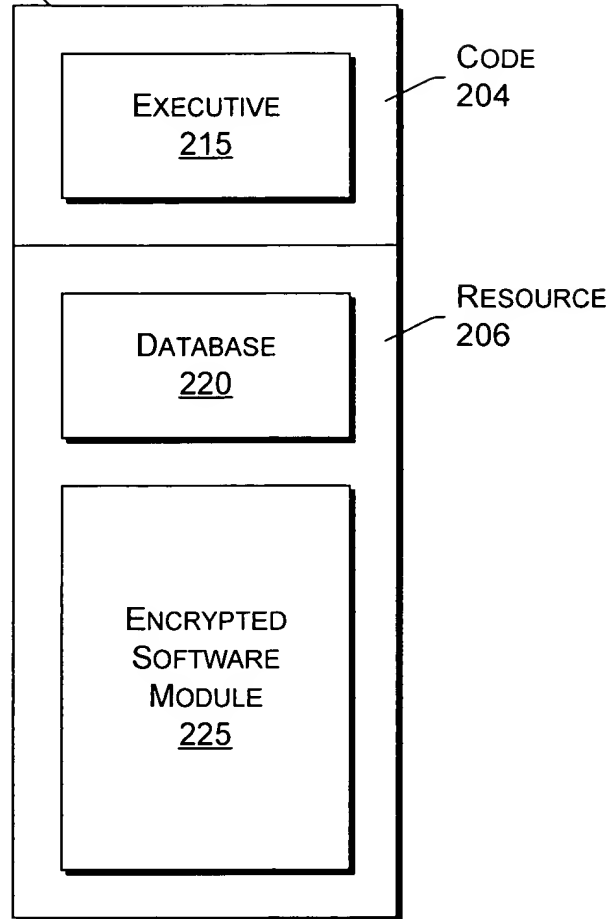 EXECUTIVE
215
CODE
204
DATABASE
220
RESOURCE
206
ENCRYPTED
SOFTWARE
MODULE
225